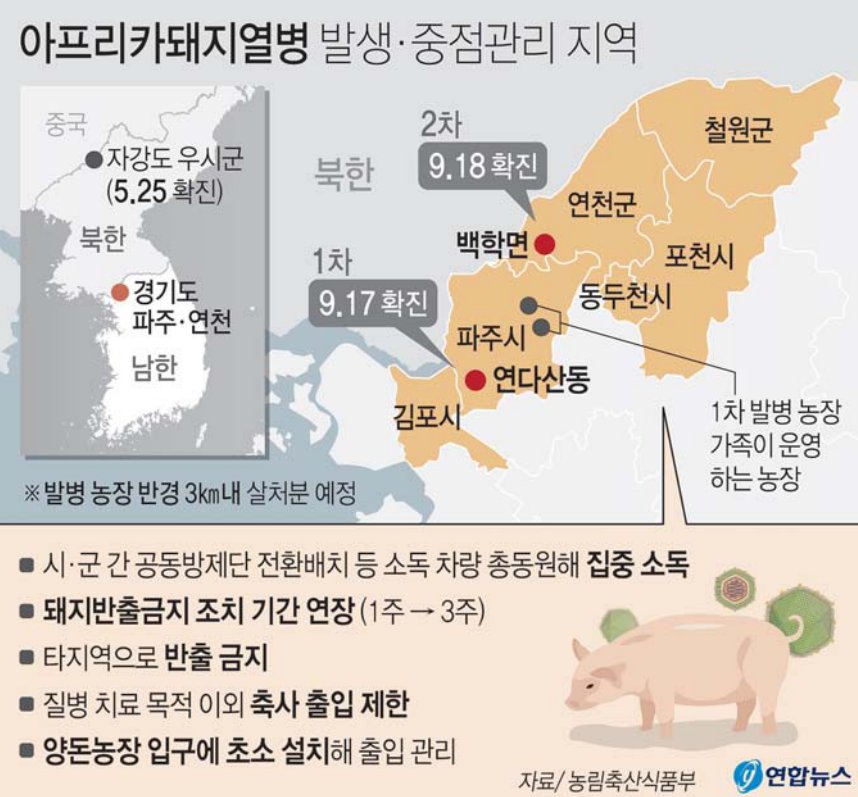 아프리카돼지열병 발생·중점관리 지역
중국
자강도 우시군
(5.25 확진)
북한
경기도
파주·연천
남한
북한
2차
9.18 확진
1차
9.17 확진
철원군
연천군
백학면
포천시
동두천시
파주시
연다산동
김포시
1차 발병 농장
가족이 운영
하는 농장
※ 발병 농장 반경 3㎞내 살처분 예정
■ 시·군 간 공동방제단 전환배치 등 소독 차량 총동원해 집중 소독
■ 돼지반출금지 조치 기간 연장 (1주 → 3주)
■ 타지역으로 반출 금지
■ 질병 치료 목적 이외 축사 출입 제한
■ 양돈농장 입구에 초소 설치해 출입 관리
자료/ 농림축산식품부
연합뉴스